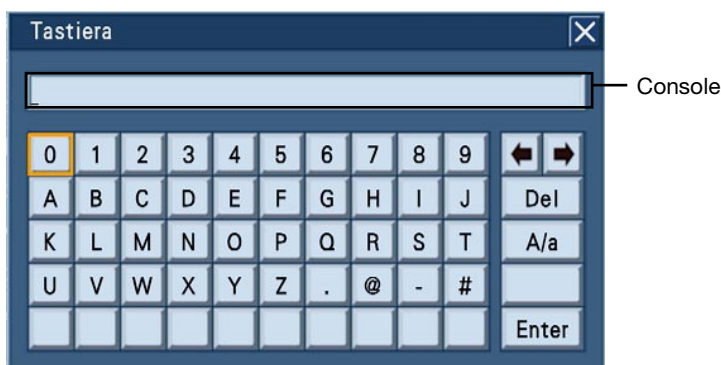 Tastiera
_
Console
0 1 2 3 4 5 6 7 8 9
A B C D E F G H I J Del
K L M N O P Q R S T A/a
U V W X Y Z . @ - #
Enter